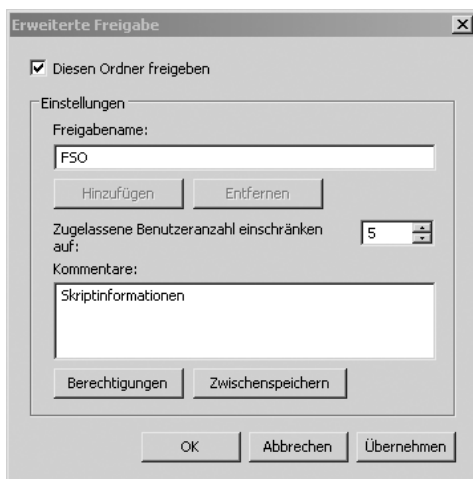 Erweiterte Freigabe
Diesen Ordner freigeben
Einstellungen
Freigabename:
FSO
Hinzufügen Entfernen
Zugelassene Benutzeranzahl einschränken 5
auf:
Kommentare:
Skriptinformationen
Berechtigungen Zwischenspeichern
OK Abbrechen Übernehmen